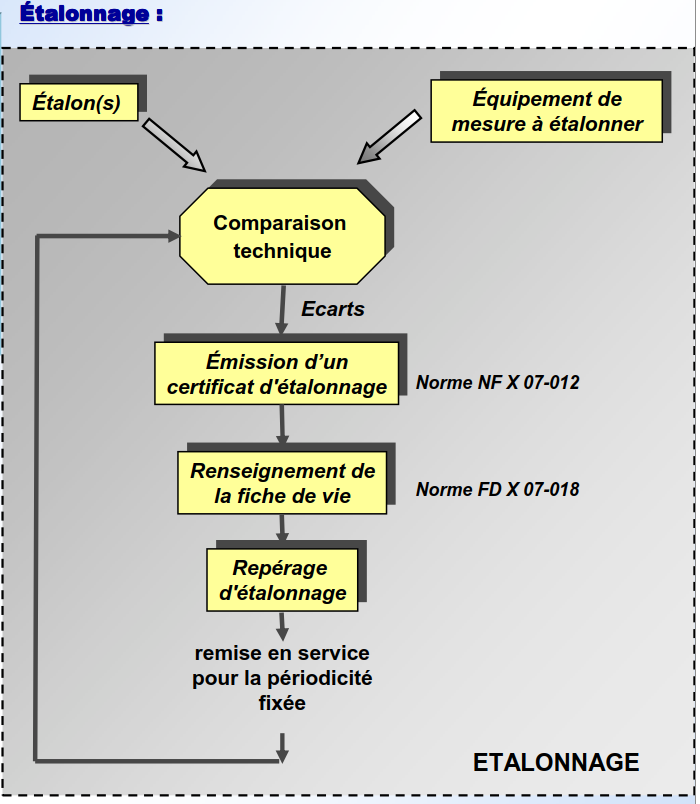 Étalonnage :
Étalon(s)
Équipement de
mesure à étalonner
Comparaison
technique
Ecarts
Émission d’un
certificat d'étalonnage
Norme NF X 07-012
Renseignement de
la fiche de vie
Norme FD X 07-018
Repérage
d'étalonnage
remise en service
pour la périodicité
fixée
ETALONNAGE